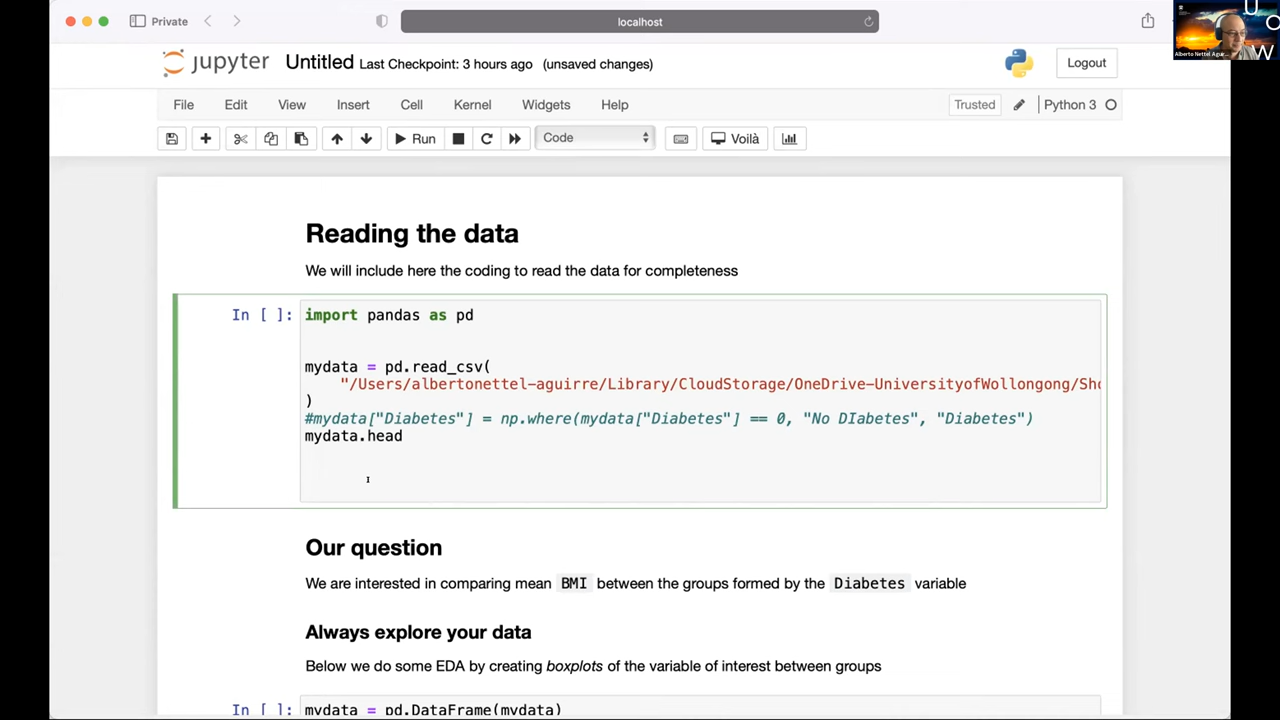 Private
localhost
jupyter Untitled Last Checkpoint: 3 hour ago (unsaved changes)
Logout
File Edit View Insert Cell Kernel Widgets Help
Trusted
Python 3
Run
Code
Voilà
Reading the data
We will include here the coding to read the data for completeness
In [ ]:
import pandas as pd
mydata = pd.read_csv(
"/Users/albertonettel-aguirre/Library/CloudStorage/OneDrive-UniversityofWollongong/Sho
)
#mydata["Diabetes"] = np.where(mydata["Diabetes"] == 0, "No DIabetes", "Diabetes")
mydata.head
Our question
We are interested in comparing mean BMI between the groups formed by the Diabetes variable
Always explore your data
Below we do some EDA by creating boxplots of the variable of interest between groups
In [ ]:
mydata = pd.DataFrame(mydata)
U
O
W
Alberto Nettel Agu...